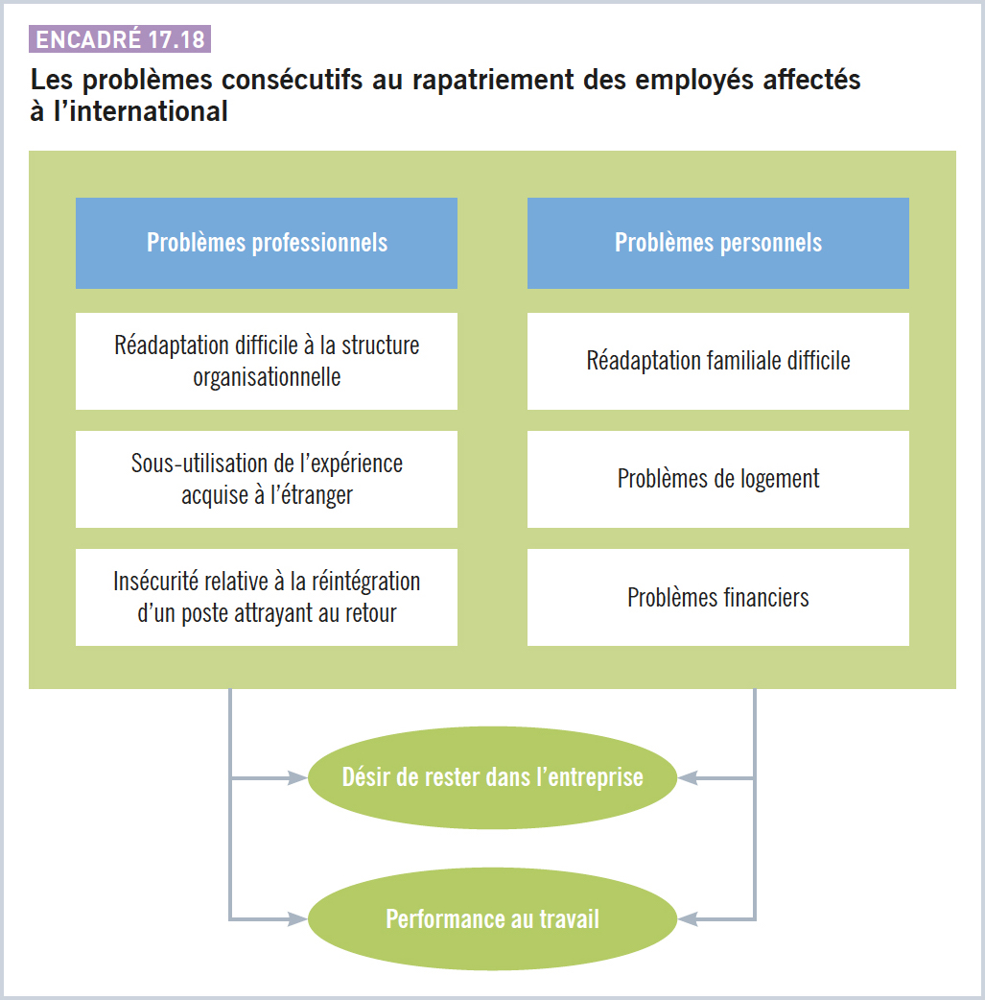 ENCADRÉ 17.18
Les problèmes consécutifs au rapatriement des employés affectés
à l’international
Problèmes professionnels
Réadaptation difficile à la structure
organisationnelle
Sous-utilisation de l’expérience
acquise à l’étranger
Insécurité relative à la réintégration
d’un poste attrayant au retour
Problèmes personnels
Réadaptation familiale difficile
Problèmes de logement
Problèmes financiers
Désir de rester dans l’entreprise
Performance au travail